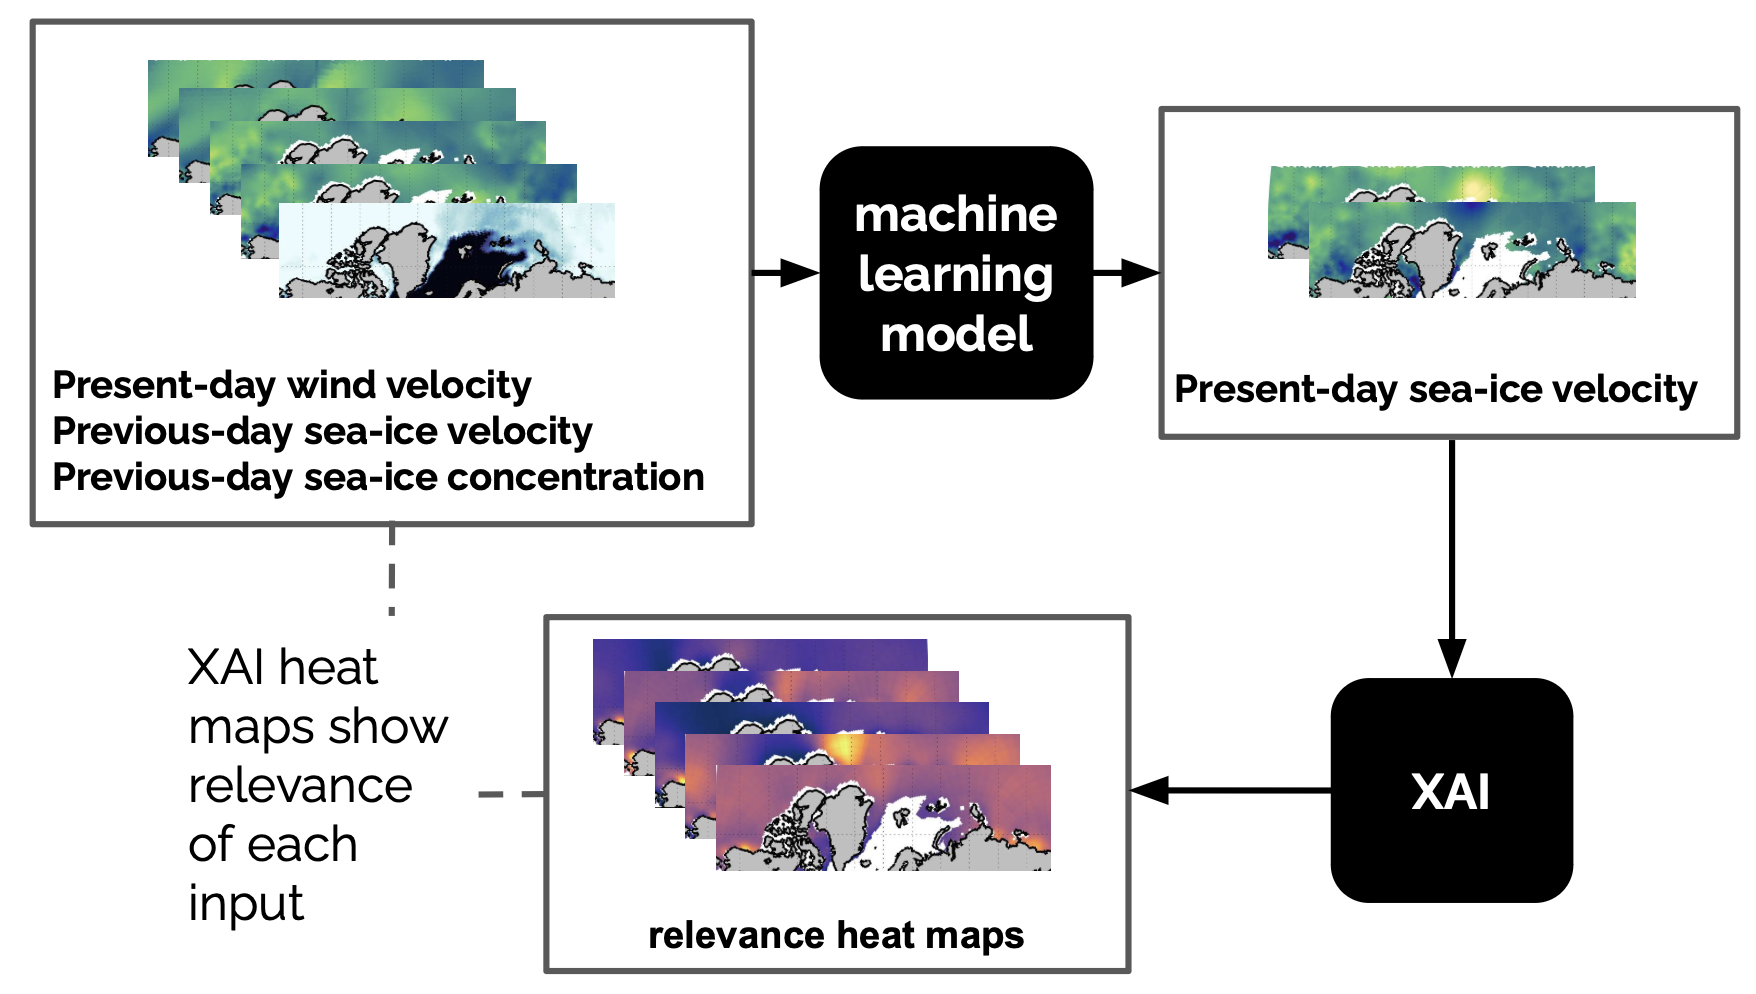 Present-day wind velocity
Previous-day sea-ice velocity
Previous-day sea-ice concentration
machine
learning
model
Present-day sea-ice velocity
XAI heat
maps show
relevance
of each
input
relevance heat maps
XAI